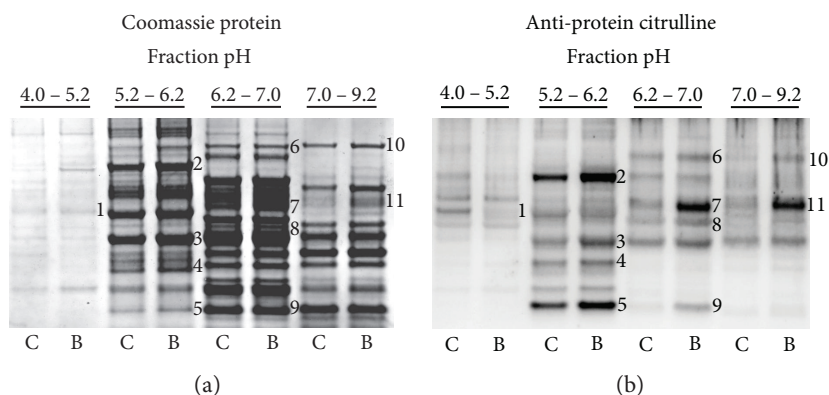 Coomassie protein
Fraction pH
4.0 – 5.2 5.2 – 6.2 6.2 – 7.0 7.0 – 9.2
1 2 3 4 5 6 7 8 9 10 11
C B C B C B C B
(a)
Anti-protein citrulline
Fraction pH
4.0 – 5.2 5.2 – 6.2 6.2 – 7.0 7.0 – 9.2
1 2 3 4 5 6 7 8 9 10 11
C B C B C B C B
(b)